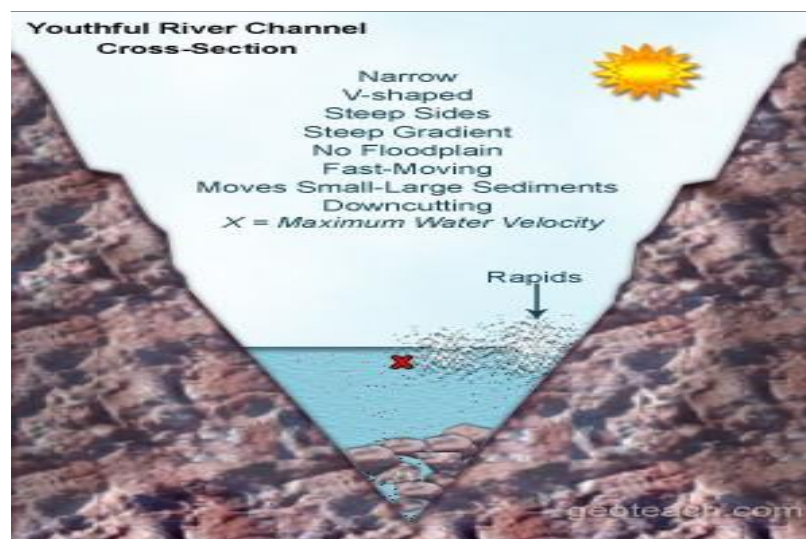 Youthful River Channel
Cross-Section
Narrow
V-shaped
Steep Sides
Steep Gradient
No Floodplain
Fast-Moving
Moves Small-Large Sediments
Downcutting
X = Maximum Water Velocity
Rapids
geoteach.com